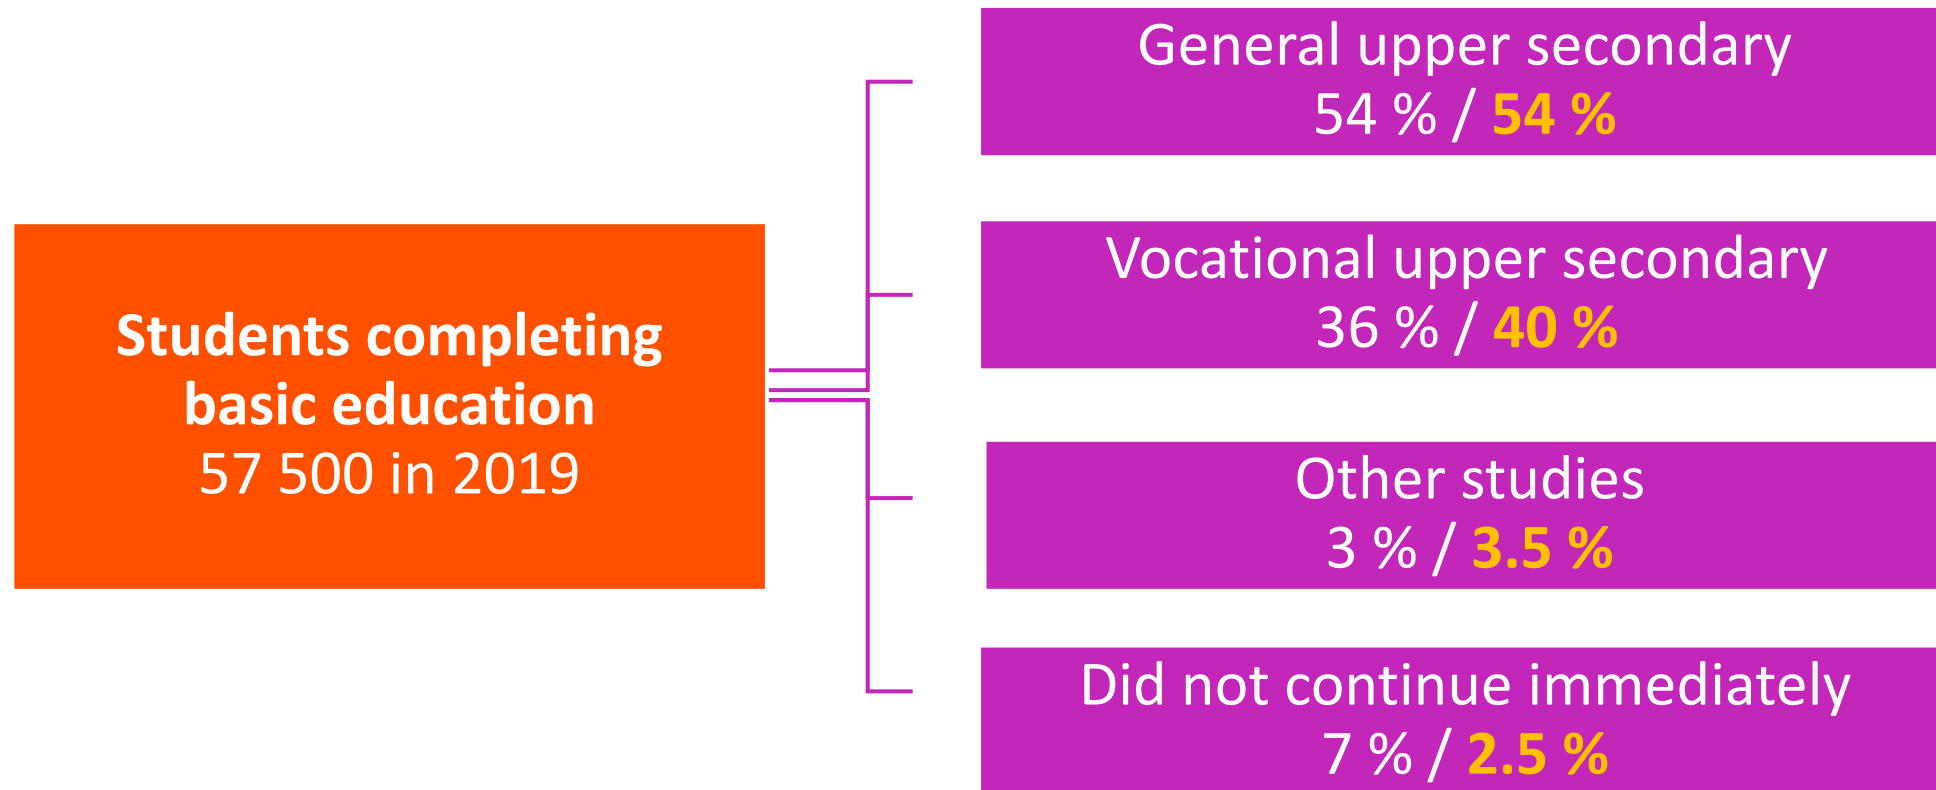 Students completing
basic education
57 500 in 2019
General upper secondary
54 % / 54 %
Vocational upper secondary
36 % / 40 %
Other studies
3 % / 3.5 %
Did not continue immediately
7 % / 2.5 %